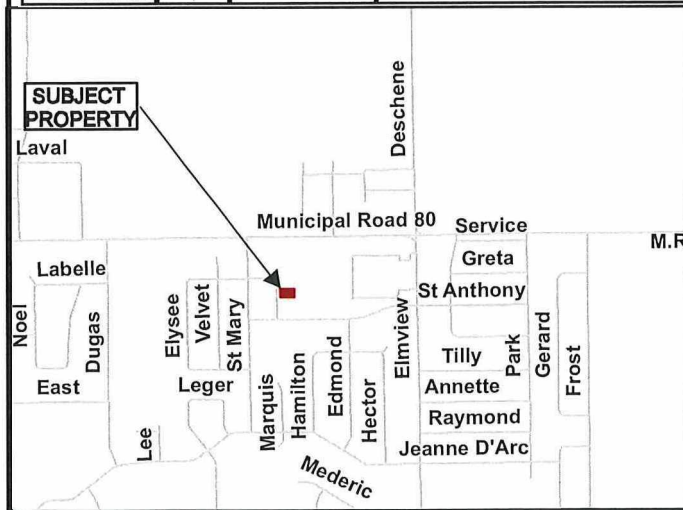 SUBJECT
PROPERTY
Laval
Deschene
Municipal Road 80
Service
M.R
Greta
Labelle
St Anthony
Noel
Dugas
Elysee
Velvet
St Mary
Elmview
Park
Gerard
Frost
Tilly
East
Leger
Annette
Marquis
Hamilton
Edmond
Hector
Raymond
Lee
Jeanne D'Arc
Mederic